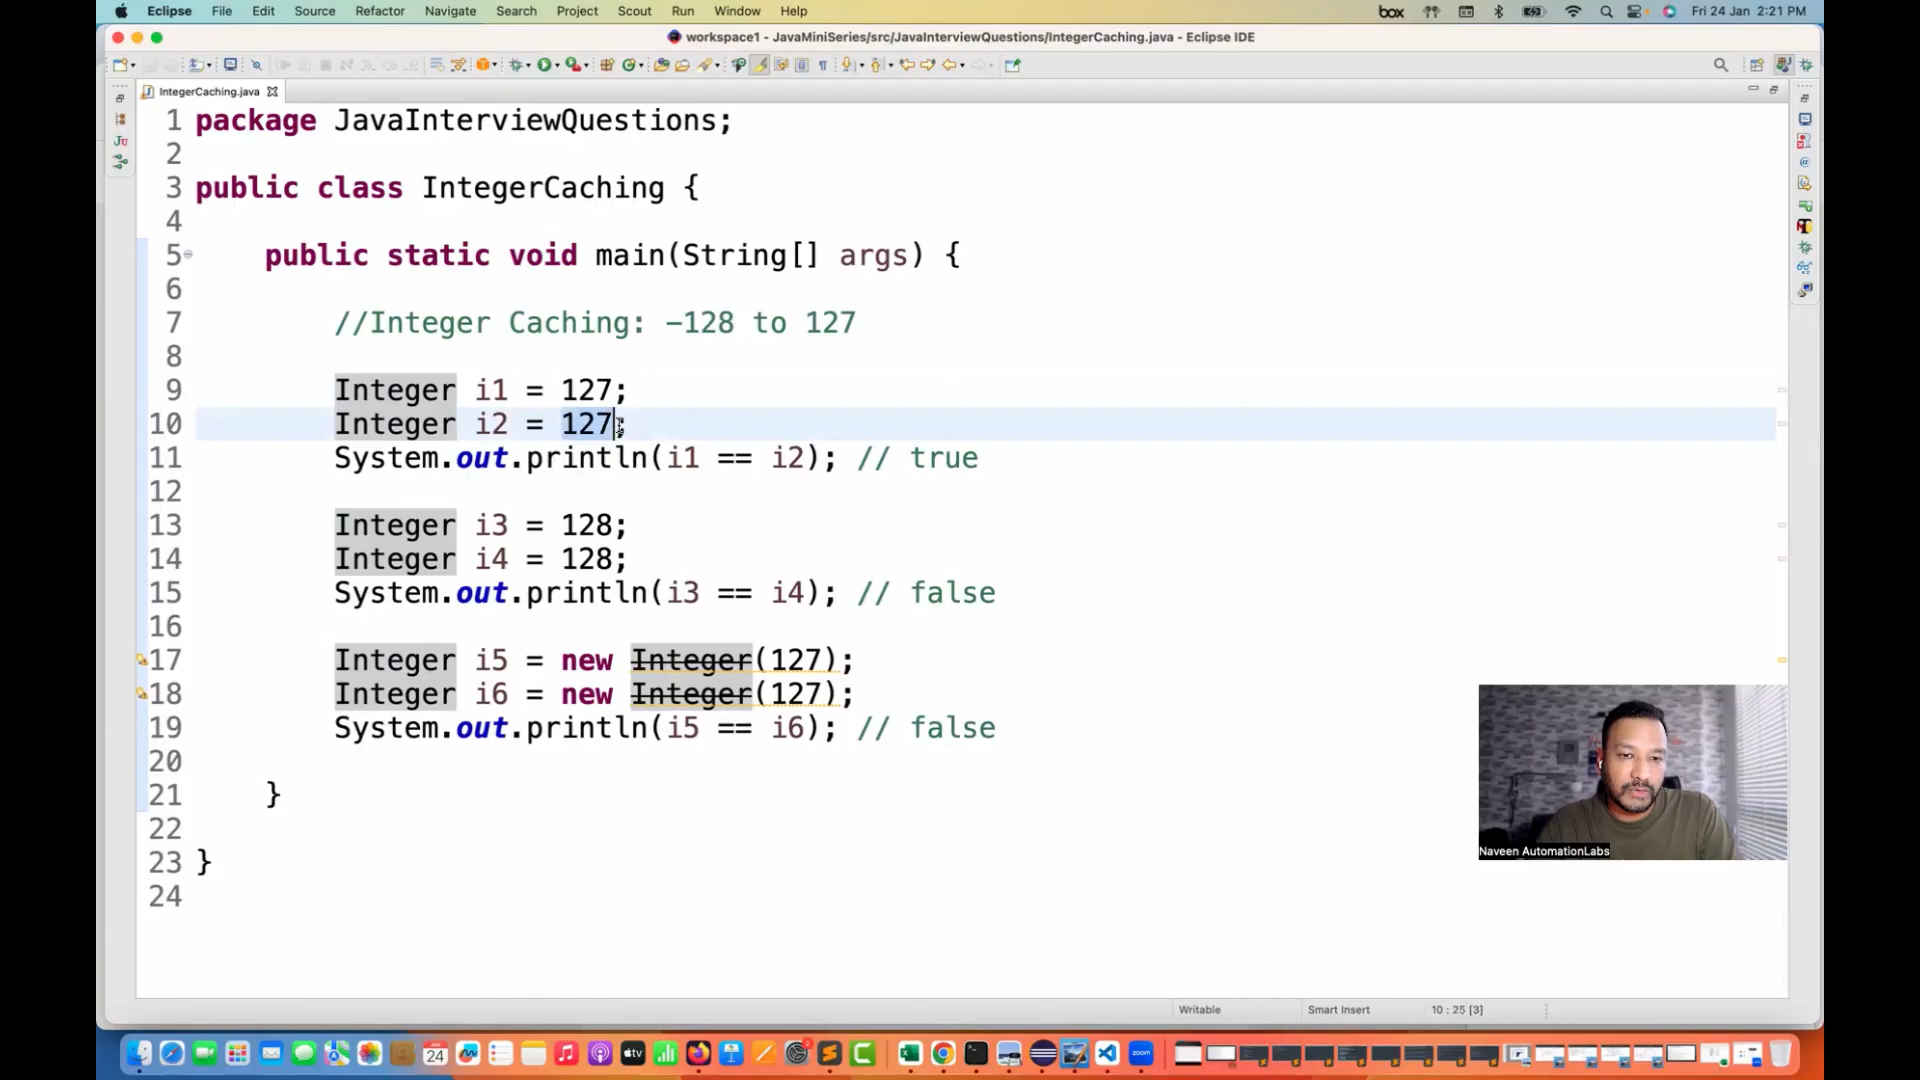 Eclipse File Edit Source Refactor Navigate Search Project Scout Run Window Help box Fri 24 Jan 2:21 PM
workspace1 - JavaMiniSeries/src/JavaInterviewQuestions/IntegerCaching.java - Eclipse IDE
IntegerCaching.java
1 package JavaInterviewQuestions;
2
3 public class IntegerCaching {
4
5 public static void main(String[] args) {
6
7 //Integer Caching: -128 to 127
8
9 Integer i1 = 127;
10 Integer i2 = 127;
11 System.out.println(i1 == i2); // true
12
13 Integer i3 = 128;
14 Integer i4 = 128;
15 System.out.println(i3 == i4); // false
16
17 Integer i5 = new Integer(127);
18 Integer i6 = new Integer(127);
19 System.out.println(i5 == i6); // false
20
21 }
22
23 }
24
Naveen AutomationLabs
Writable Smart Insert 10 : 25 [3]
24 tv zoom